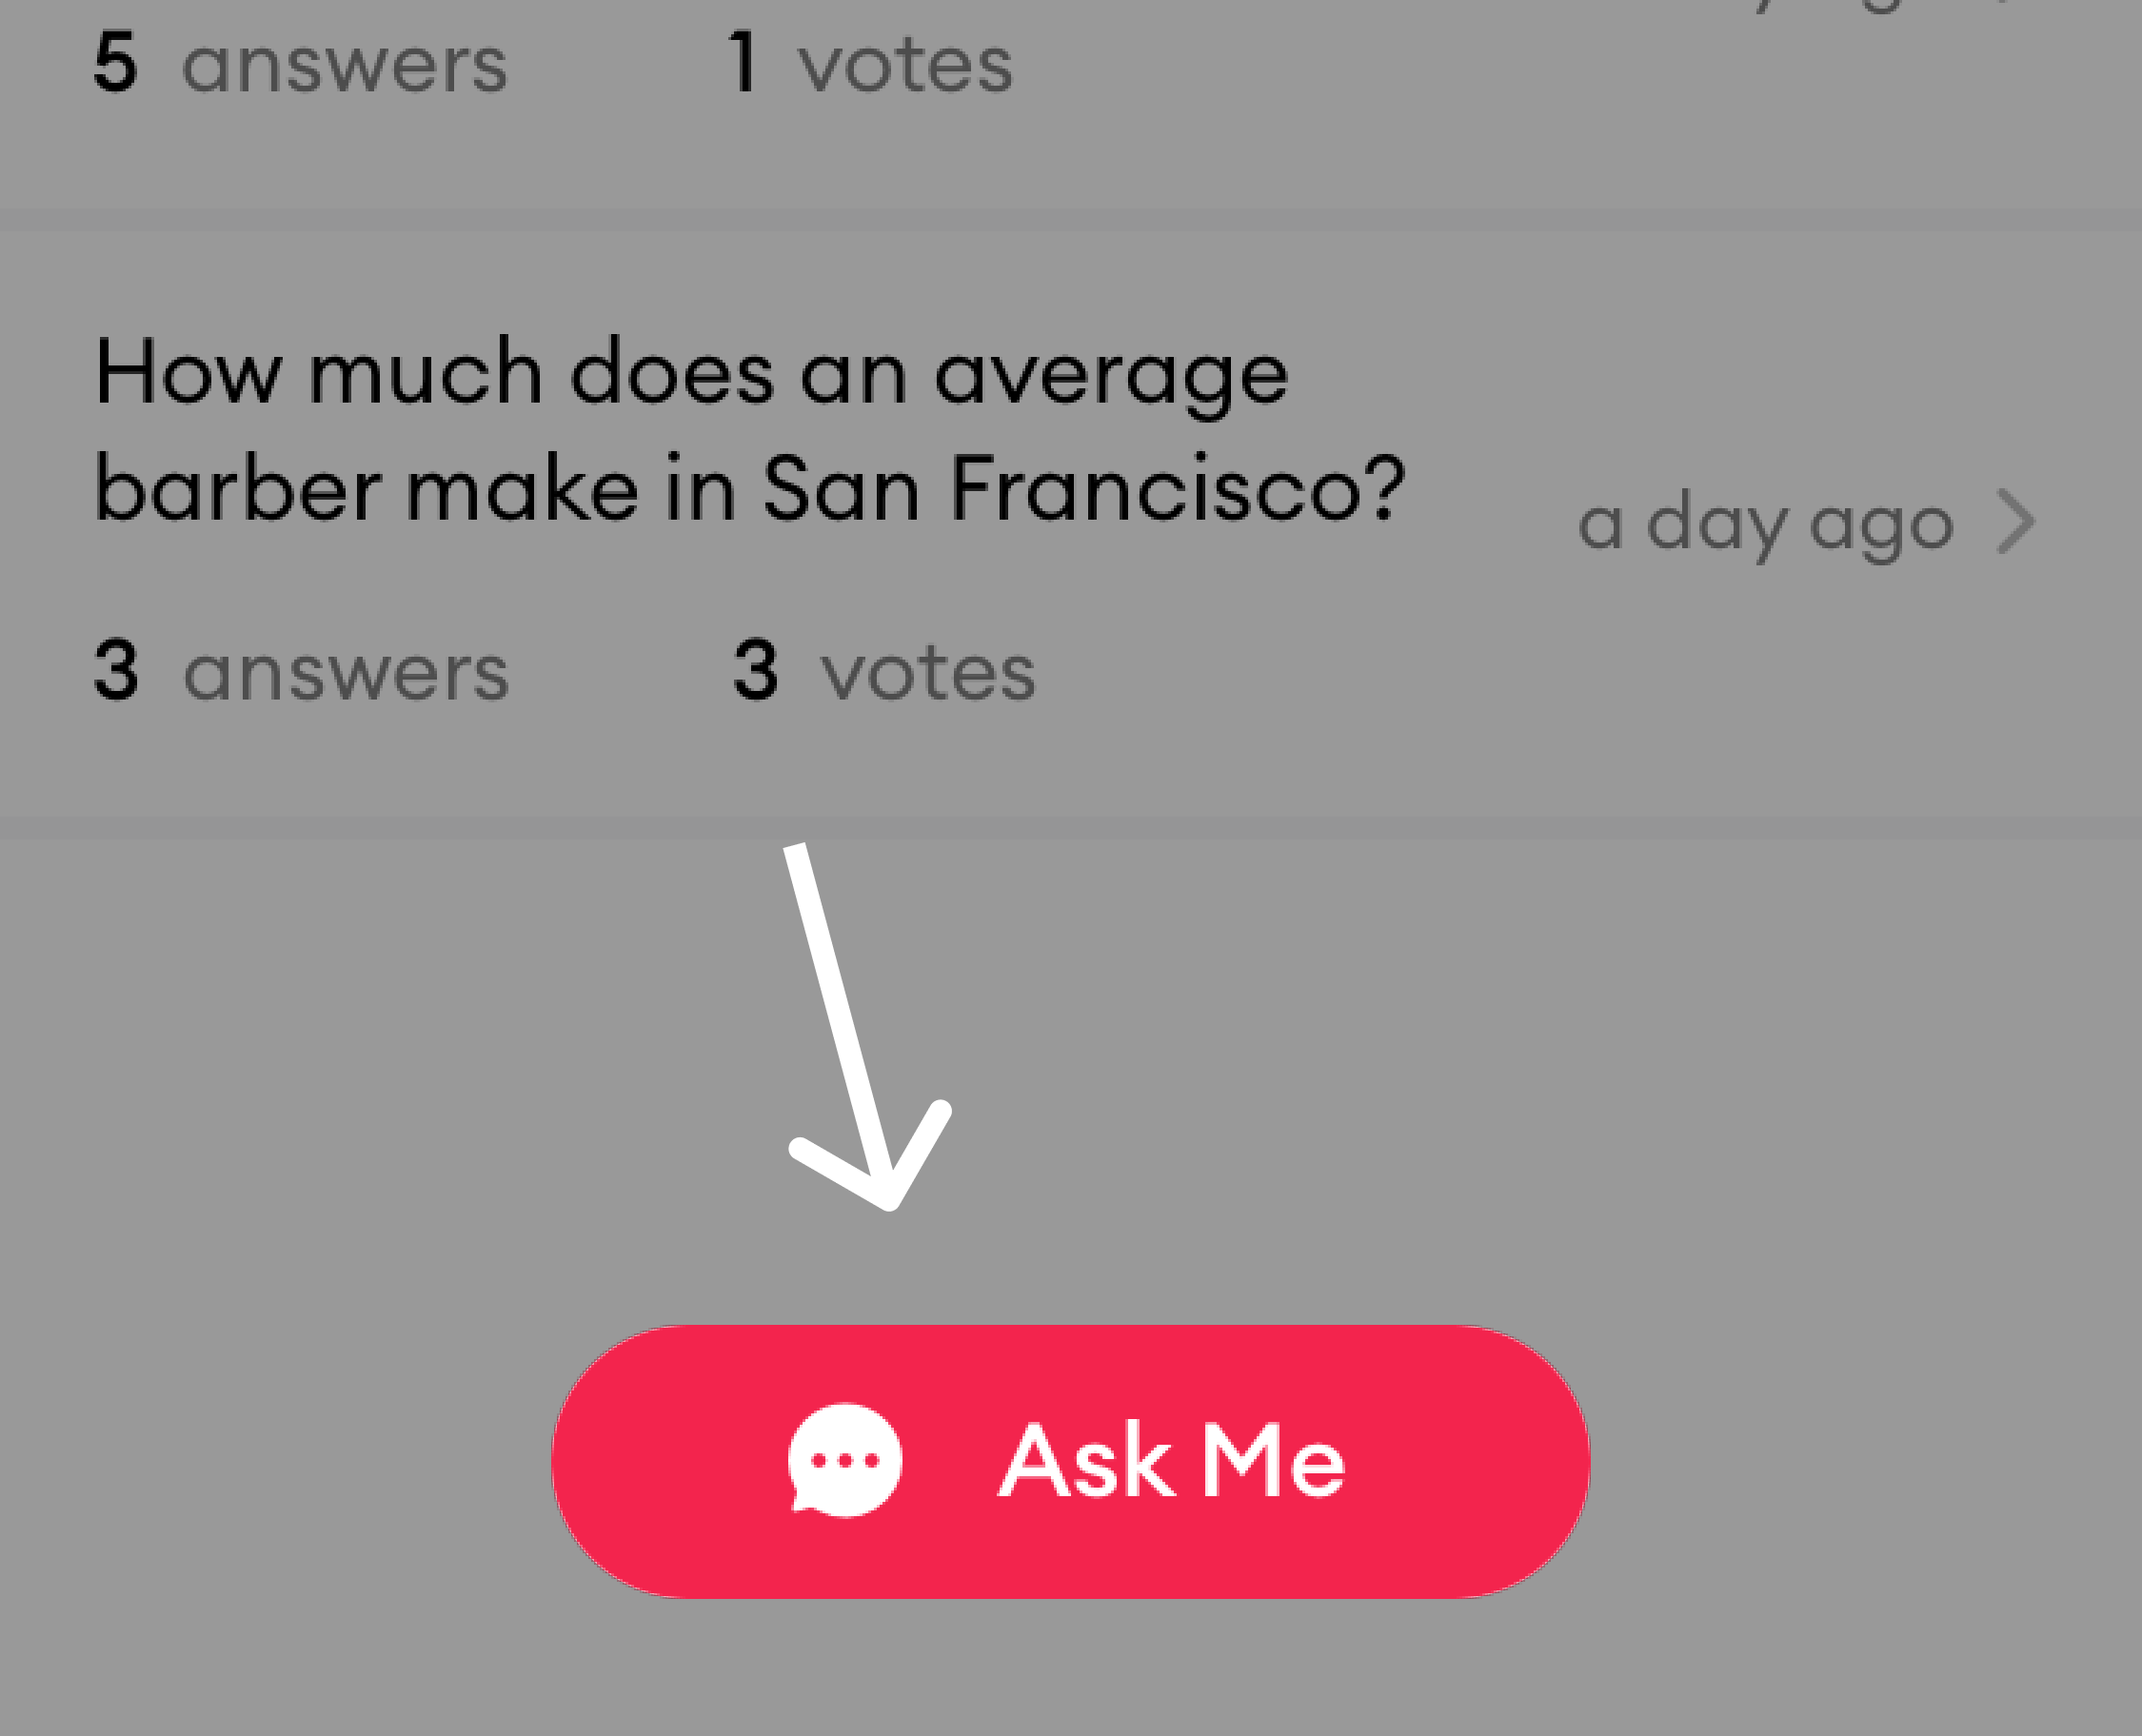 5 answers 1 votes
How much does an average
barber make in San Francisco?
a day ago
3 answers 3 votes
Ask Me